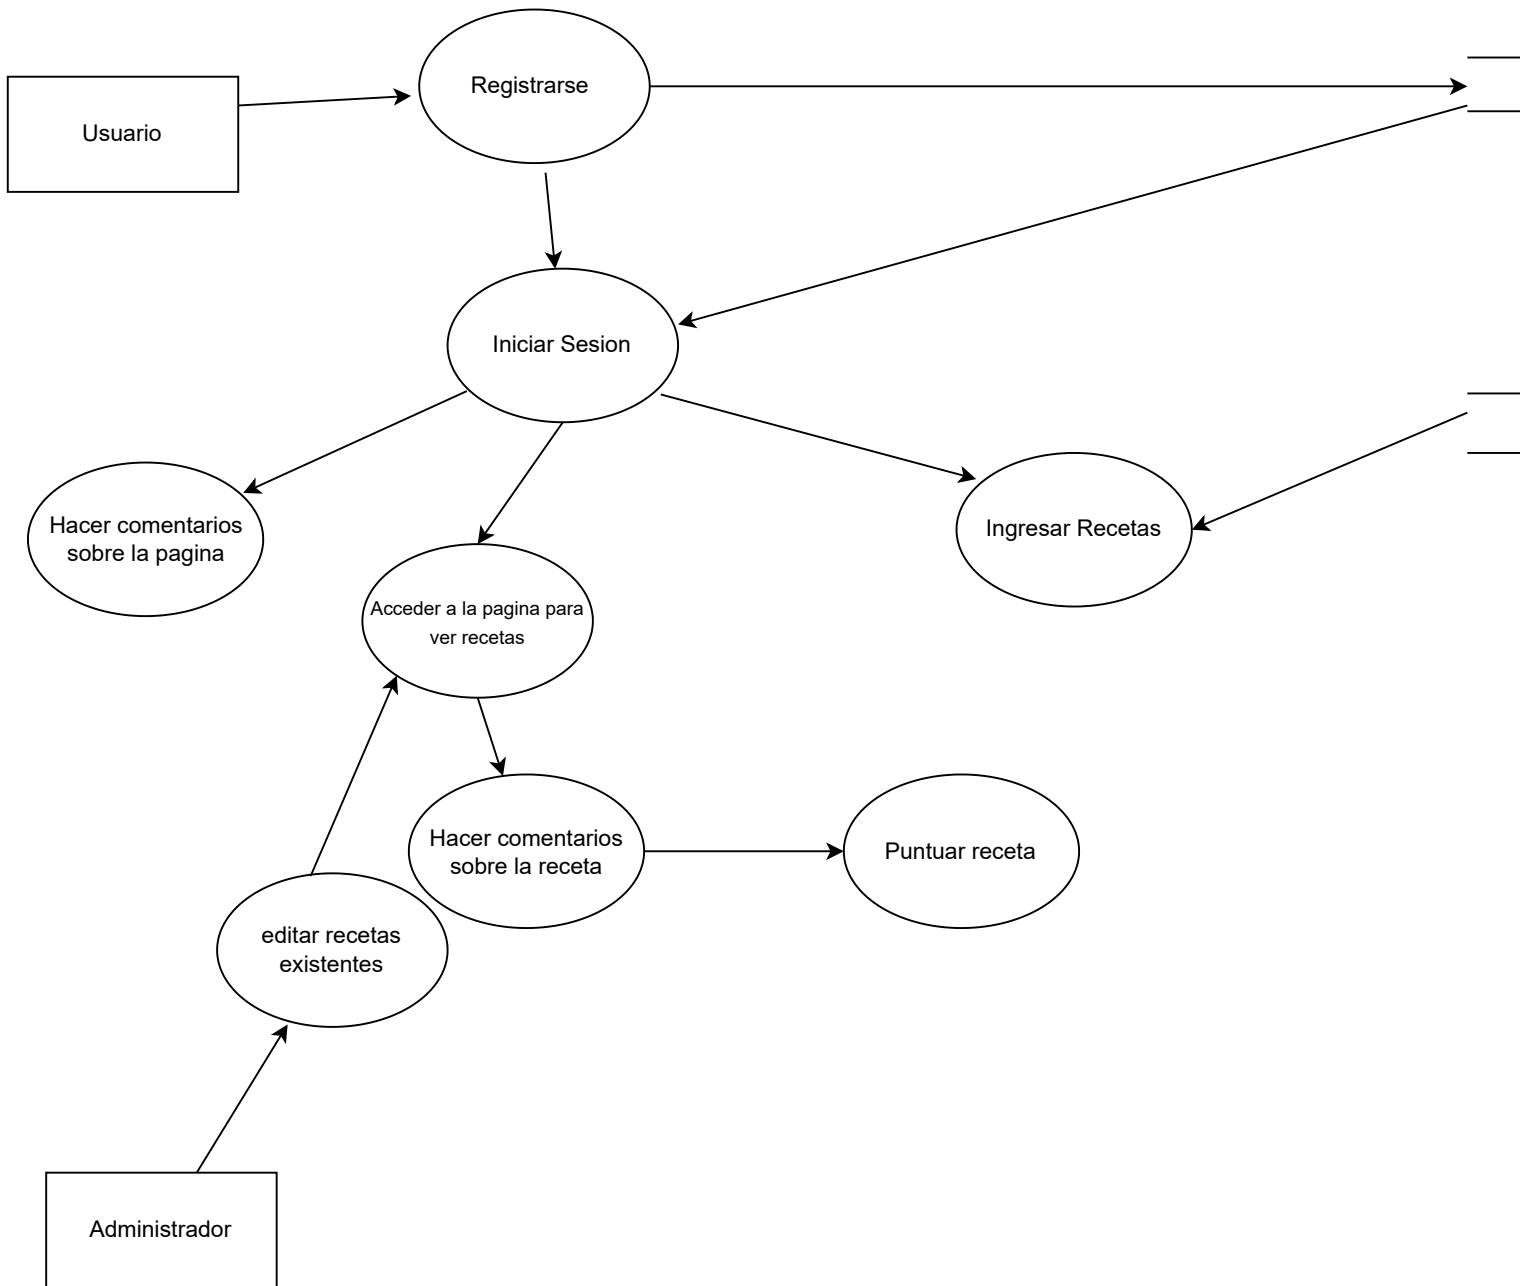 Registrarse
Usuario
Iniciar Sesion
Hacer comentarios
sobre la pagina
Ingresar Recetas
Acceder a la pagina para
ver recetas
Hacer comentarios
sobre la receta
Puntuar receta
editar recetas
existentes
Administrador